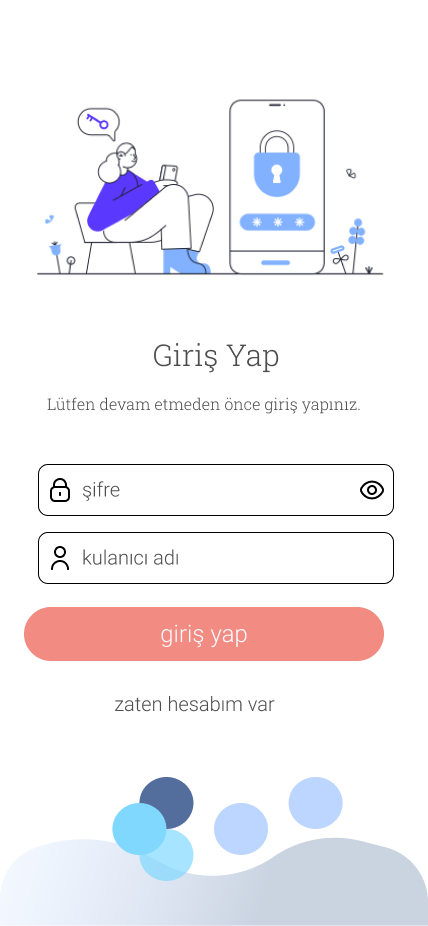 Giriş Yap
Lütfen devam etmeden önce giriş yapınız.
şifre
kulanıcı adı
giriş yap
zaten hesabım var